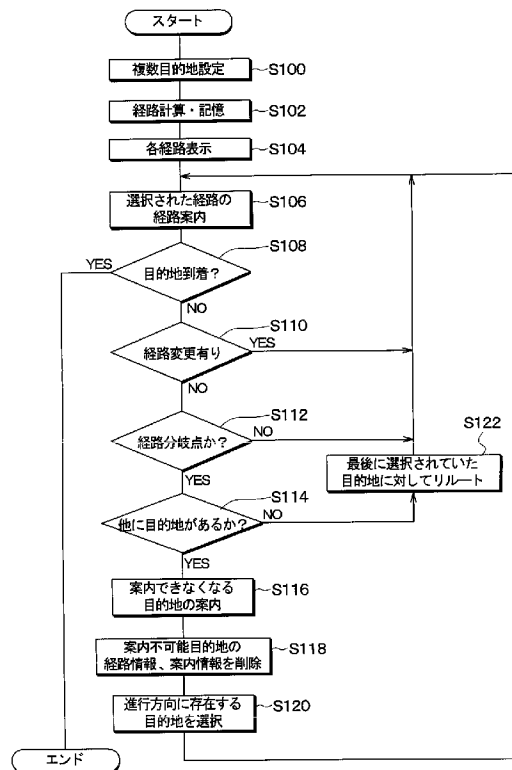 スタート
複数目的地設定
S100
経路計算・記憶
S102
各経路表示
S104
選択された経路の
経路案内
S106
S108
YES
目的地到着?
NO
S110
経路変更有り
YES
NO
S112
経路分岐点か?
NO
YES
S122
最後に選択されていた
目的地に対してリルート
S114
他に目的地があるか?
NO
YES
案内できなくなる
目的地の案内
S116
案内不可能目的地の
経路情報、案内情報を削除
S118
進行方向に存在する
目的地を選択
S120
エンド